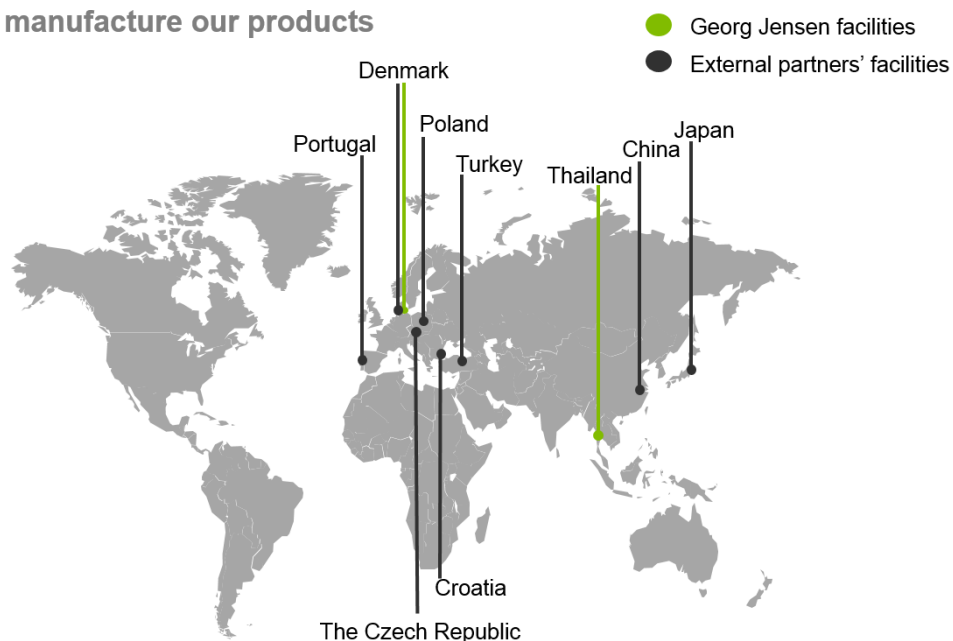 manufacture our products
Georg Jensen facilities
External partners’ facilities
Denmark
Poland
Portugal
Turkey
Thailand
China
Japan
Croatia
The Czech Republic